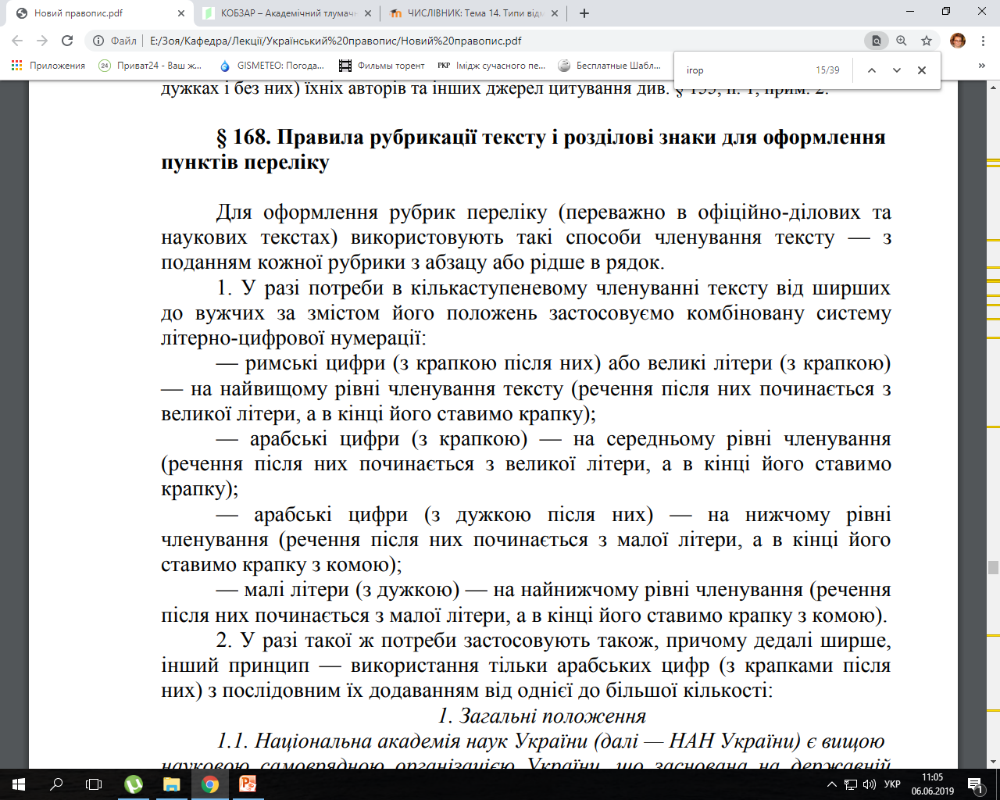 Новий правопис.pdf
КОБЗАР – Академічний тлумачн
ЧИСЛІВНИК: Тема 14. Типи відм
Файл | E:/Зоя/Кафедра/Лекції/Український%20правопис/Новий%20правопис.pdf
Приложения
24 Приват24 - Ваш ж...
GISMETEO: Погода...
Фильмы торент
PKP Імідж сучасного пе...
Бесплатные Шабл...
»
ігор 15/39
дужках і без них) їхніх авторів та інших джерел цитування див. § 155, п. 1, прим. 2.
§ 168. Правила рубрикації тексту і розділові знаки для оформлення
пунктів переліку
Для оформлення рубрик переліку (переважно в офіційно-ділових та
наукових текстах) використовують такі способи членування тексту — з
поданням кожної рубрики з абзацу або рідше в рядок.
1. У разі потреби в кількаступеневому членуванні тексту від ширших
до вужчих за змістом його положень застосовуємо комбіновану систему
літерно-цифрової нумерації:
— римські цифри (з крапкою після них) або великі літери (з крапкою)
— на найвищому рівні членування тексту (речення після них починається з
великої літери, а в кінці його ставимо крапку);
— арабські цифри (з крапкою) — на середньому рівні членування
(речення після них починається з великої літери, а в кінці його ставимо
крапку);
— арабські цифри (з дужкою після них) — на нижчому рівні
членування (речення після них починається з малої літери, а в кінці його
ставимо крапку з комою);
— малі літери (з дужкою) — на найнижчому рівні членування (речення
після них починається з малої літери, а в кінці його ставимо крапку з комою).
2. У разі такої ж потреби застосовують також, причому дедалі ширше,
інший принцип — використання тільки арабських цифр (з крапками після
них) з послідовним їх додаванням від однієї до більшої кількості:
1. Загальні положення
1.1. Національна академія наук України (далі — НАН України) є вищою
науковою самоврядною організацією України, що заснована на державній
УКР
11:05
06.06.2019
1